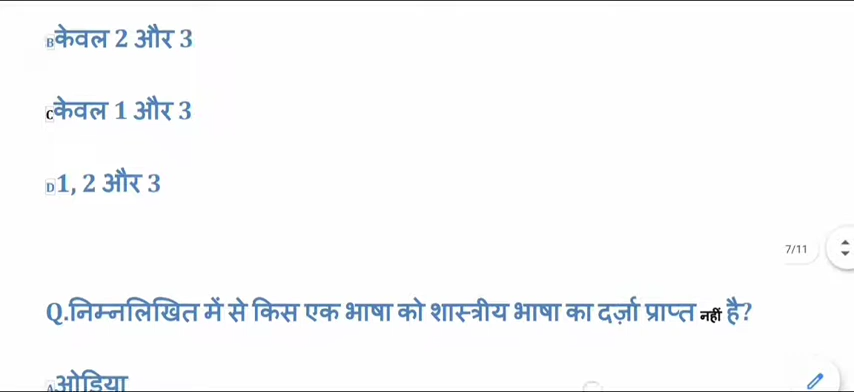 Bकेवल 2 और 3
Cकेवल 1 और 3
D1, 2 और 3
7/11
Q.निम्नलिखित में से किस एक भाषा को शास्त्रीय भाषा का दर्ज़ा प्राप्त नहीं है?
Aओडिया